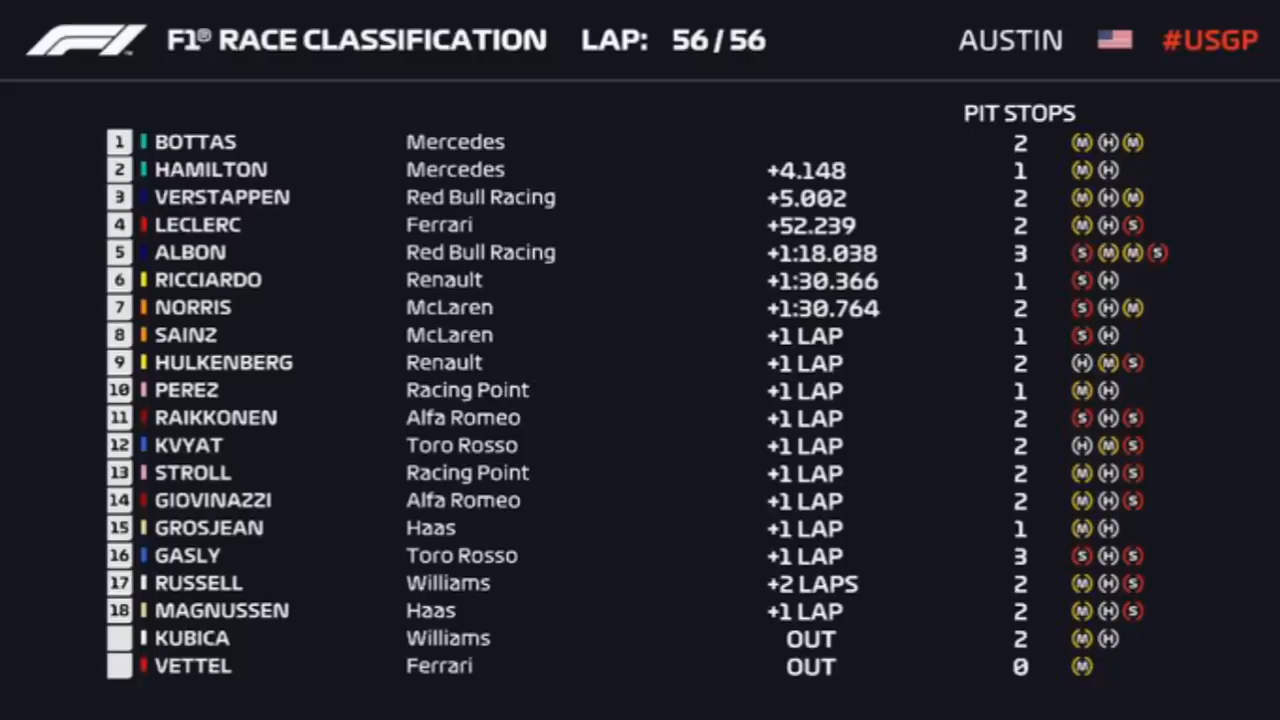 F1® RACE CLASSIFICATION LAP: 56/56 AUSTIN #USGP
PIT STOPS
1 BOTTAS Mercedes 2 M H M
2 HAMILTON Mercedes +4.148 1 M H
3 VERSTAPPEN Red Bull Racing +5.002 2 M H M
4 LECLERC Ferrari +52.239 2 M H S
5 ALBON Red Bull Racing +1:18.038 3 S M M S
6 RICCIARDO Renault +1:30.366 1 S H
7 NORRIS McLaren +1:30.764 2 S H M
8 SAINZ McLaren +1 LAP 1 S H
9 HULKENBERG Renault +1 LAP 2 H M S
10 PEREZ Racing Point +1 LAP 1 M H
11 RAIKKONEN Alfa Romeo +1 LAP 2 S H S
12 KVYAT Toro Rosso +1 LAP 2 H M S
13 STROLL Racing Point +1 LAP 2 M H S
14 GIOVINAZZI Alfa Romeo +1 LAP 2 M H S
15 GROSJEAN Haas +1 LAP 1 M H
16 GASLY Toro Rosso +1 LAP 3 S H S
17 RUSSELL Williams +2 LAPS 2 M H S
18 MAGNUSSEN Haas +1 LAP 2 M H S
KUBICA Williams OUT 2 M H
VETTEL Ferrari OUT 0 M